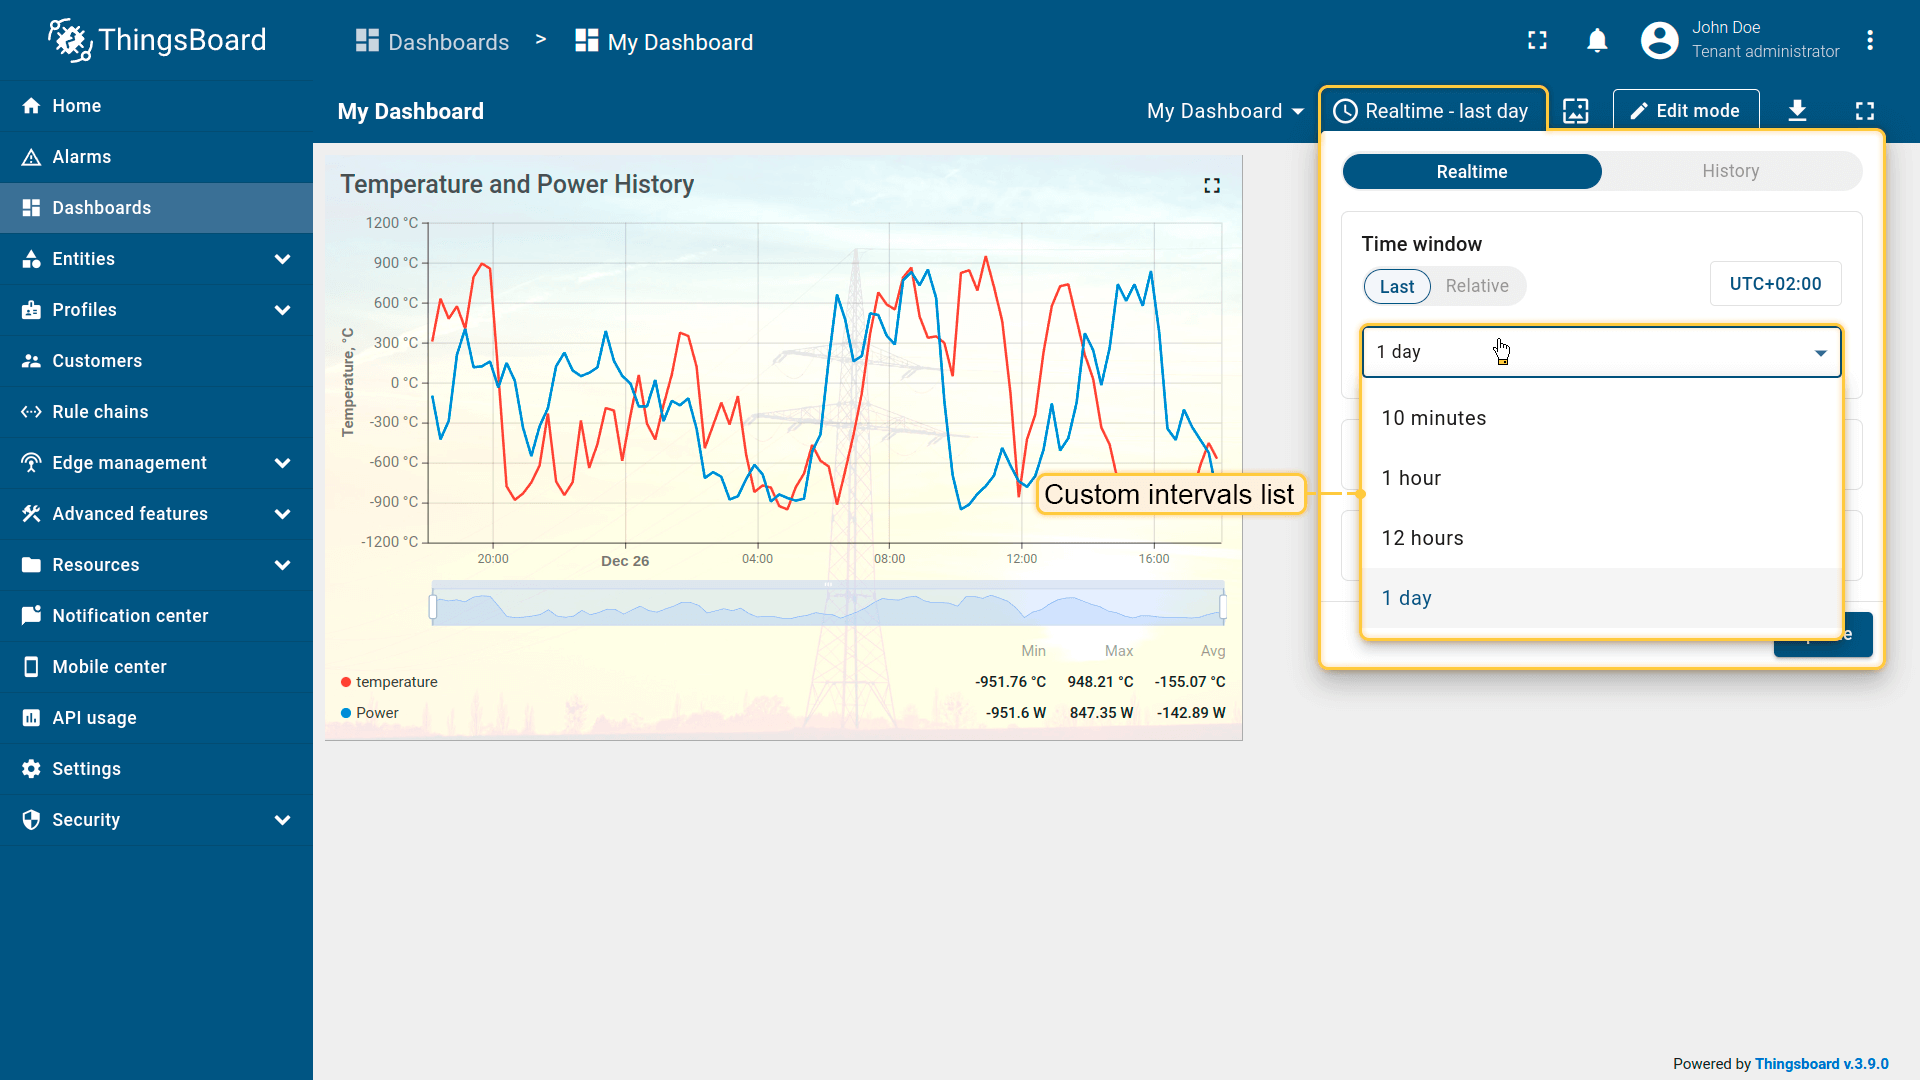 ThingsBoard
Dashboards > My Dashboard
John Doe
Tenant administrator
Home
Alarms
Dashboards
Entities
Profiles
Customers
Rule chains
Edge management
Advanced features
Resources
Notification center
Mobile center
API usage
Settings
Security
My Dashboard
My Dashboard
Realtime - last day
Edit mode
Temperature and Power History
Temperature, °C
1200 °C
900 °C
600 °C
300 °C
0 °C
-300 °C
-600 °C
-900 °C
-1200 °C
20:00 Dec 26 04:00 08:00 12:00 16:00
Min Max Avg
temperature -951.76 °C 948.21 °C -155.07 °C
Power -951.6 W 847.35 W -142.89 W
Custom intervals list
Realtime History
Time window
Last Relative UTC+02:00
1 day
10 minutes
1 hour
12 hours
1 day
Powered by Thingsboard v.3.9.0